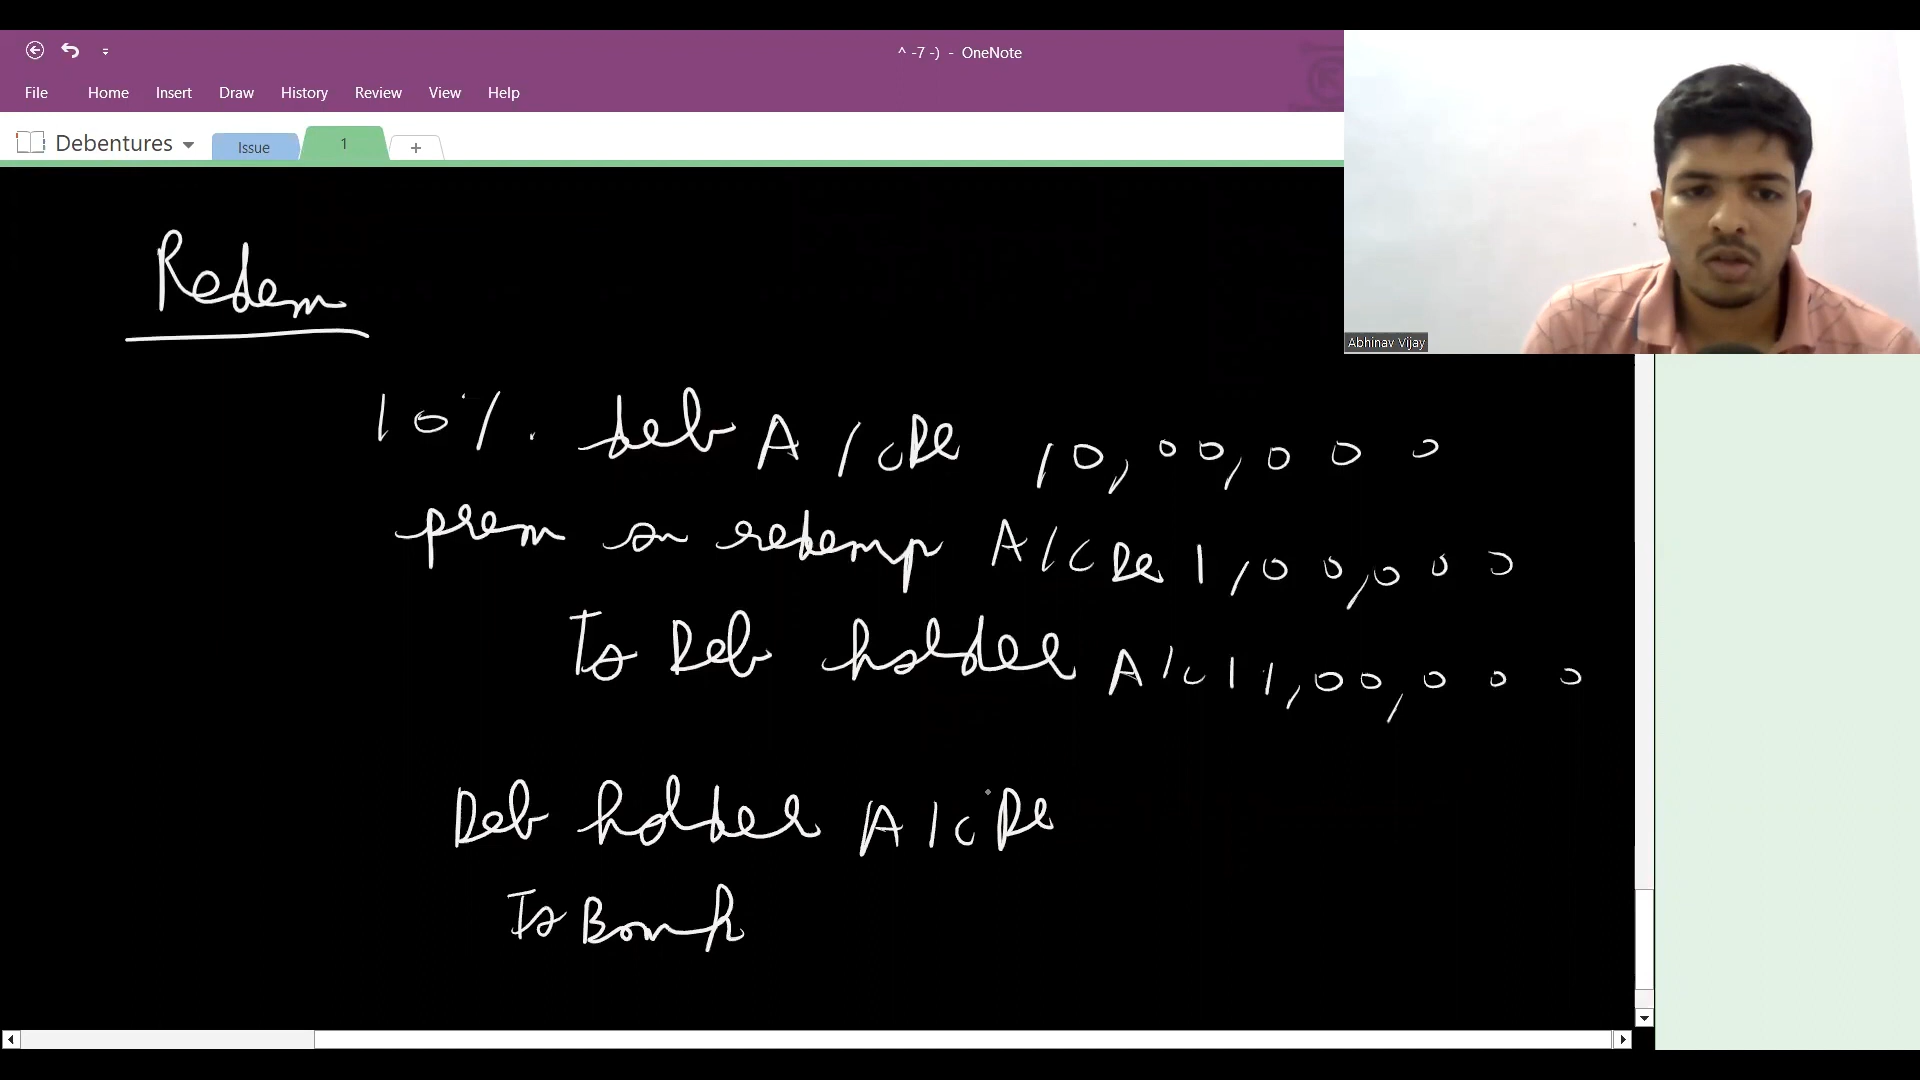 ^ -7 -) - OneNote
File Home Insert Draw History Review View Help
Debentures Issue 1 +
Abhinav Vijay
Redem
10%. deb A/c Dr 10,00,000
prem on redemp A/c Dr 1,00,000
To Deb holder A/c 11,00,000
Deb holder A/c Dr
To Bank